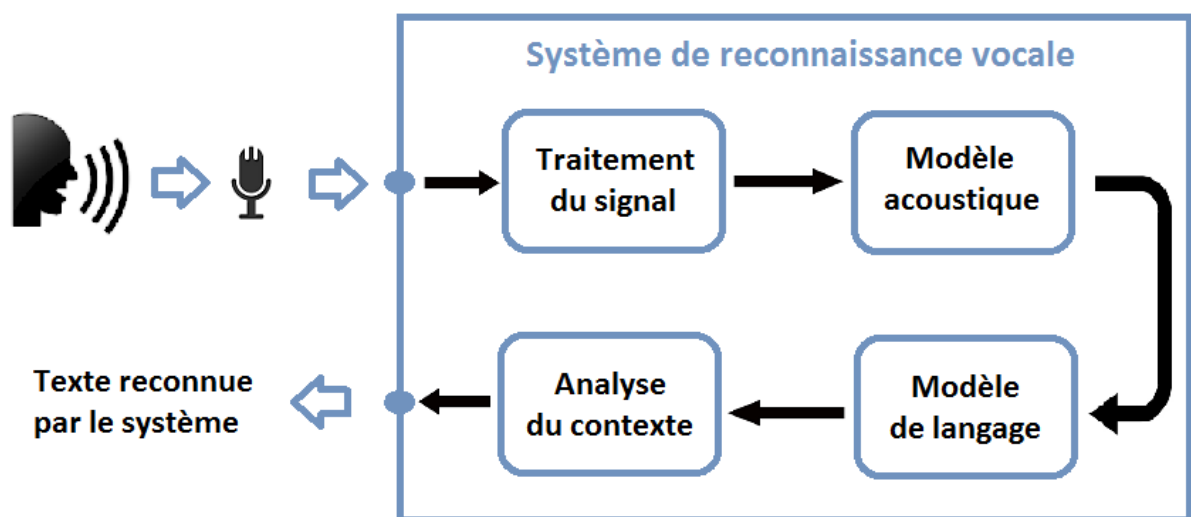 Système de reconnaissance vocale
Traitement
du signal
Modèle
acoustique
Texte reconnue
par le système
Analyse
du contexte
Modèle
de langage